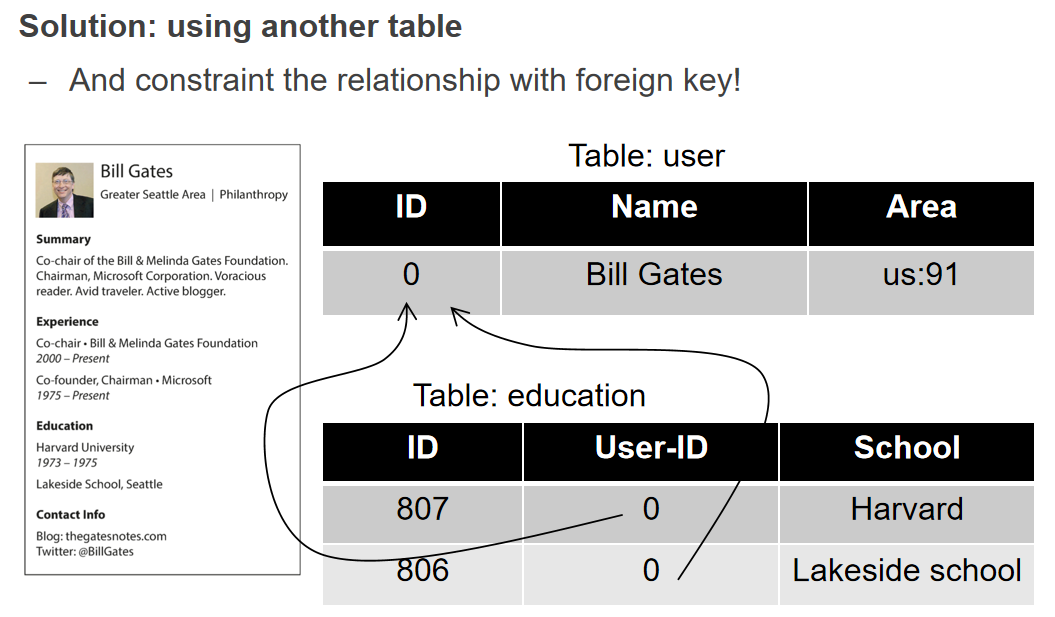 Solution: using another table
– And constraint the relationship with foreign key!
Bill Gates
Greater Seattle Area | Philanthropy
Summary
Co-chair of the Bill & Melinda Gates Foundation.
Chairman, Microsoft Corporation. Voracious
reader. Avid traveler. Active blogger.
Experience
Co-chair • Bill & Melinda Gates Foundation
2000 – Present
Co-founder, Chairman • Microsoft
1975 – Present
Education
Harvard University
1973 – 1975
Lakeside School, Seattle
Contact Info
Blog: thegatesnotes.com
Twitter: @BillGates
Table: user
ID Name Area
0 Bill Gates us:91
Table: education
ID User-ID School
807 0 Harvard
806 0 Lakeside school